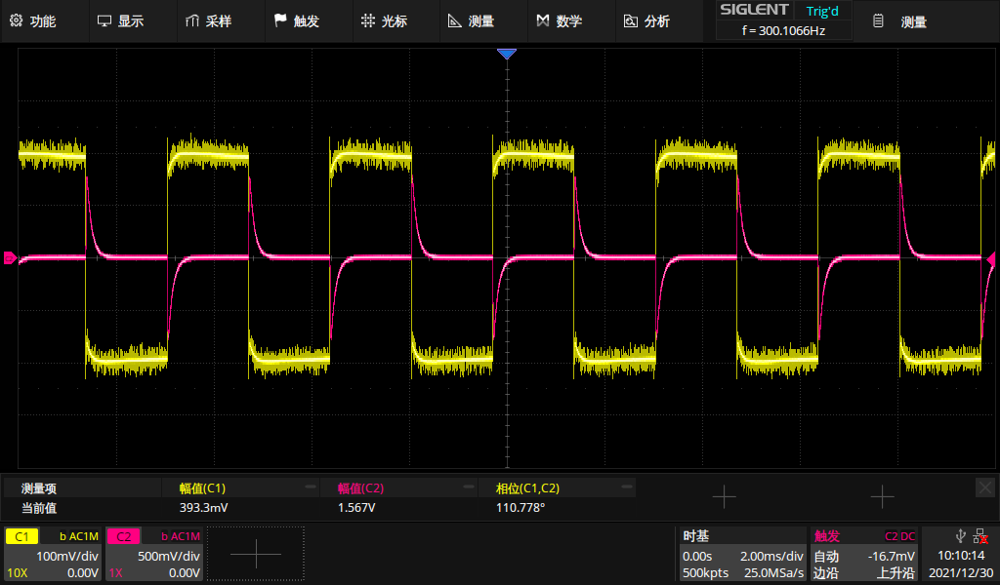 功能 显示 采样 触发 光标 测量 数学 分析 SIGLENT Trig'd 测量
f = 300.1066Hz
测量项 幅值(C1) 幅值(C2) 相位(C1,C2)
当前值 393.3mV 1.567V 110.778°
C1 b AC1M C2 b AC1M 时基 触发 C2 DC
100mV/div 500mV/div 0.00s 2.00ms/div 自动 -16.7mV 10:10:14
10X 0.00V 1X 0.00V 500kpts 25.0MSa/s 边沿 上升沿 2021/12/30